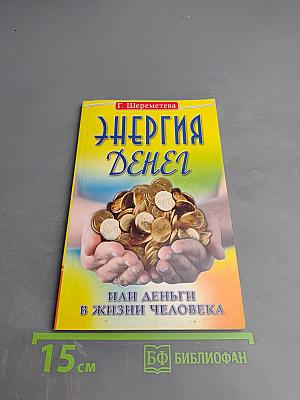 Г. Шереметева
ЭНЕРГИЯ
ДЕНЕГ
ИЛИ ДЕНЬГИ
В ЖИЗНИ ЧЕЛОВЕКА
15 см
БФ БИБЛИОФАН